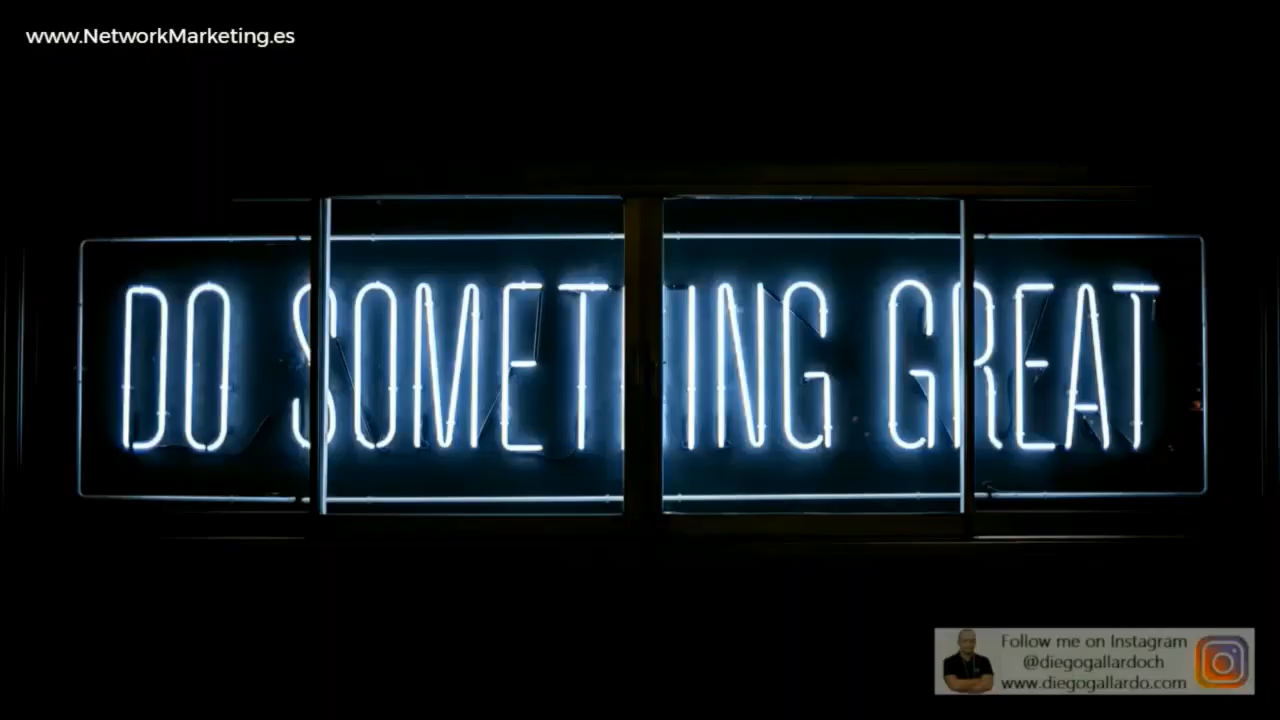 www.NetworkMarketing.es
DO SOMETHING GREAT
Follow me on Instagram
@diegogallardoch
www.diegogallardo.com